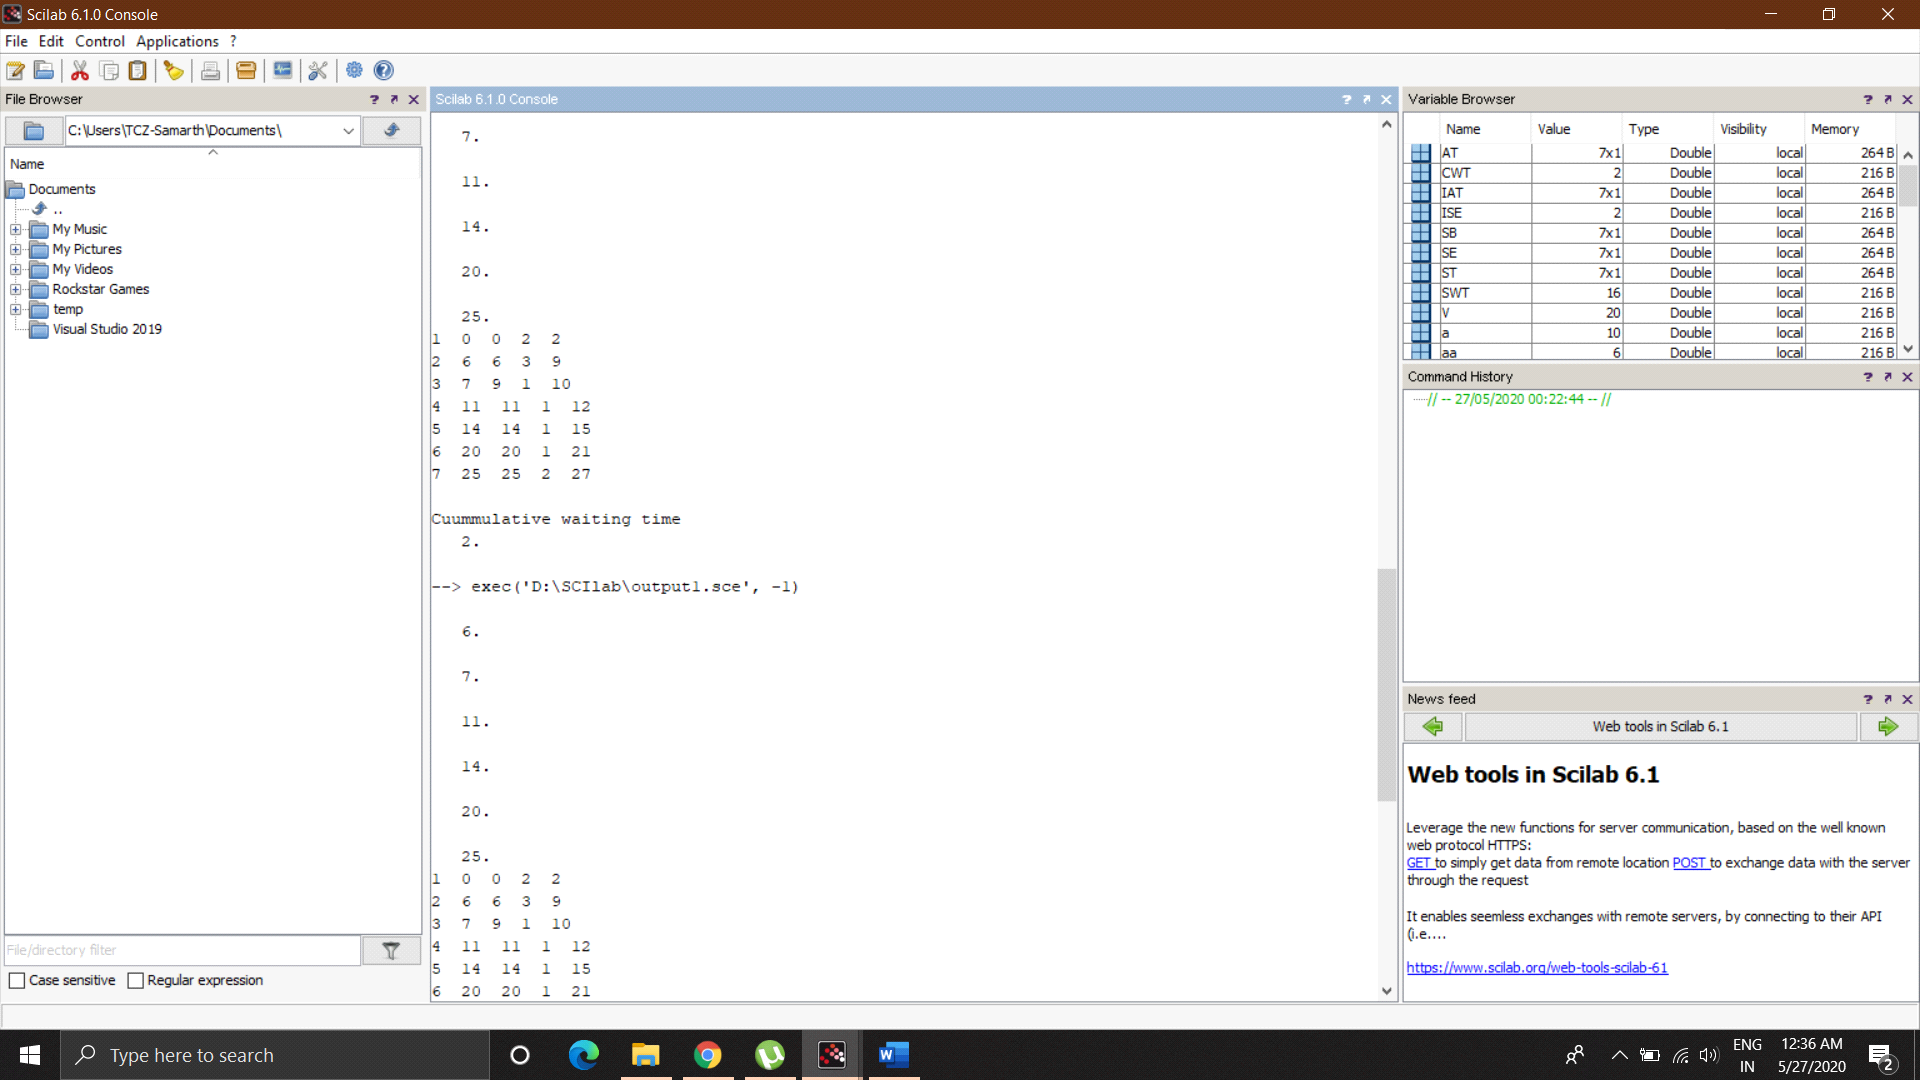 Scilab 6.1.0 Console
File Edit Control Applications ?
File Browser ?
C:\Users\TCZ-Samarth\Documents\
Name
Documents
..
My Music
My Pictures
My Videos
Rockstar Games
temp
Visual Studio 2019
File/directory filter
Case sensitive Regular expression
Scilab 6.1.0 Console ?
7.
11.
14.
20.
25.
1 0 0 2 2
2 6 6 3 9
3 7 9 1 10
4 11 11 1 12
5 14 14 1 15
6 20 20 1 21
7 25 25 2 27
Cuummulative waiting time
2.
--> exec('D:\SCIlab\output1.sce', -1)
6.
7.
11.
14.
20.
25.
1 0 0 2 2
2 6 6 3 9
3 7 9 1 10
4 11 11 1 12
5 14 14 1 15
6 20 20 1 21
Variable Browser ?
Name Value Type Visibility Memory
AT 7x1 Double local 264 B
CWT 2 Double local 216 B
IAT 7x1 Double local 264 B
ISE 2 Double local 216 B
SB 7x1 Double local 264 B
SE 7x1 Double local 264 B
ST 7x1 Double local 264 B
SWT 16 Double local 216 B
V 20 Double local 216 B
a 10 Double local 216 B
aa 6 Double local 216 B
Command History ?
// -- 27/05/2020 00:22:44 -- //
News feed ?
Web tools in Scilab 6.1
Web tools in Scilab 6.1
Leverage the new functions for server communication, based on the well known
web protocol HTTPS:
GET to simply get data from remote location POST to exchange data with the server
through the request
It enables seemless exchanges with remote servers, by connecting to their API
(i.e....
https://www.scilab.org/web-tools-scilab-61
Type here to search
W
ENG
IN
12:36 AM
5/27/2020
2